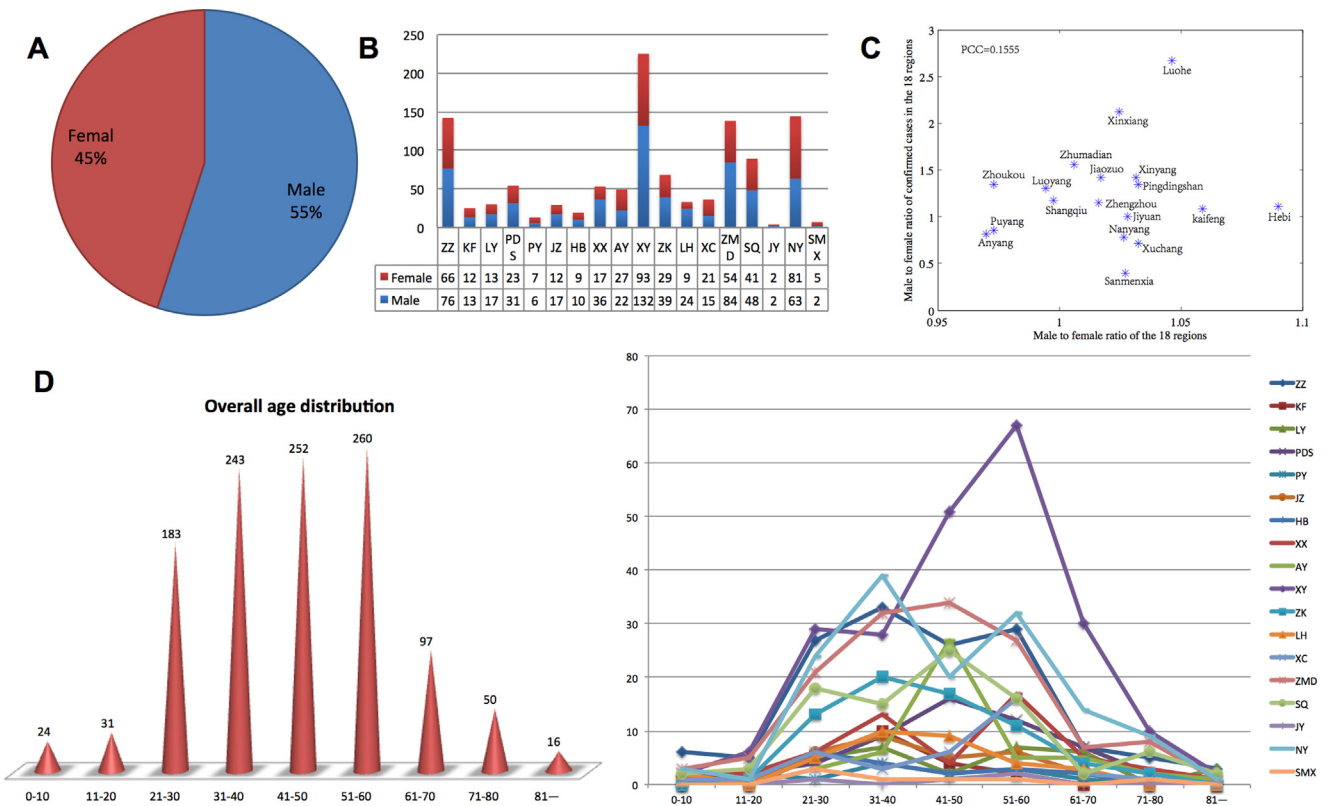 A
Femal
45%
Male
55%
B
250
200
150
100
50
0
ZZ KF LY PDS PY JZ HB XX AY XY ZK LH XC ZMD SQ JY NY SMX
Female 66 12 13 23 7 12 9 17 27 93 29 9 21 54 41 2 81 5
Male 76 13 17 31 6 17 10 36 22 132 39 24 15 84 48 2 63 2
C
Male to female ratio of confirmed cases in the 18 regions
3
2.5
2
1.5
1
0.5
0
PCC=0.1555
Luohe
Xinxiang
Zhumadian
Zhoukou
Jiaozuo
Xinyang
Luoyang
Pingdingshan
Shangqiu
Zhengzhou
Jiyuan
kaifeng
Hebi
Puyang
Anyang
Nanyang
Xuchang
Sanmenxia
0.95 1 1.05 1.1
Male to female ratio of the 18 regions
D
Overall age distribution
24
31
183
243
252
260
97
50
16
0-10 11-20 21-30 31-40 41-50 51-60 61-70 71-80 81—
80
70
60
50
40
30
20
10
0
0-10 11-20 21-30 31-40 41-50 51-60 61-70 71-80 81—
ZZ
KF
LY
PDS
PY
JZ
HB
XX
AY
XY
ZK
LH
XC
ZMD
SQ
JY
NY
SMX